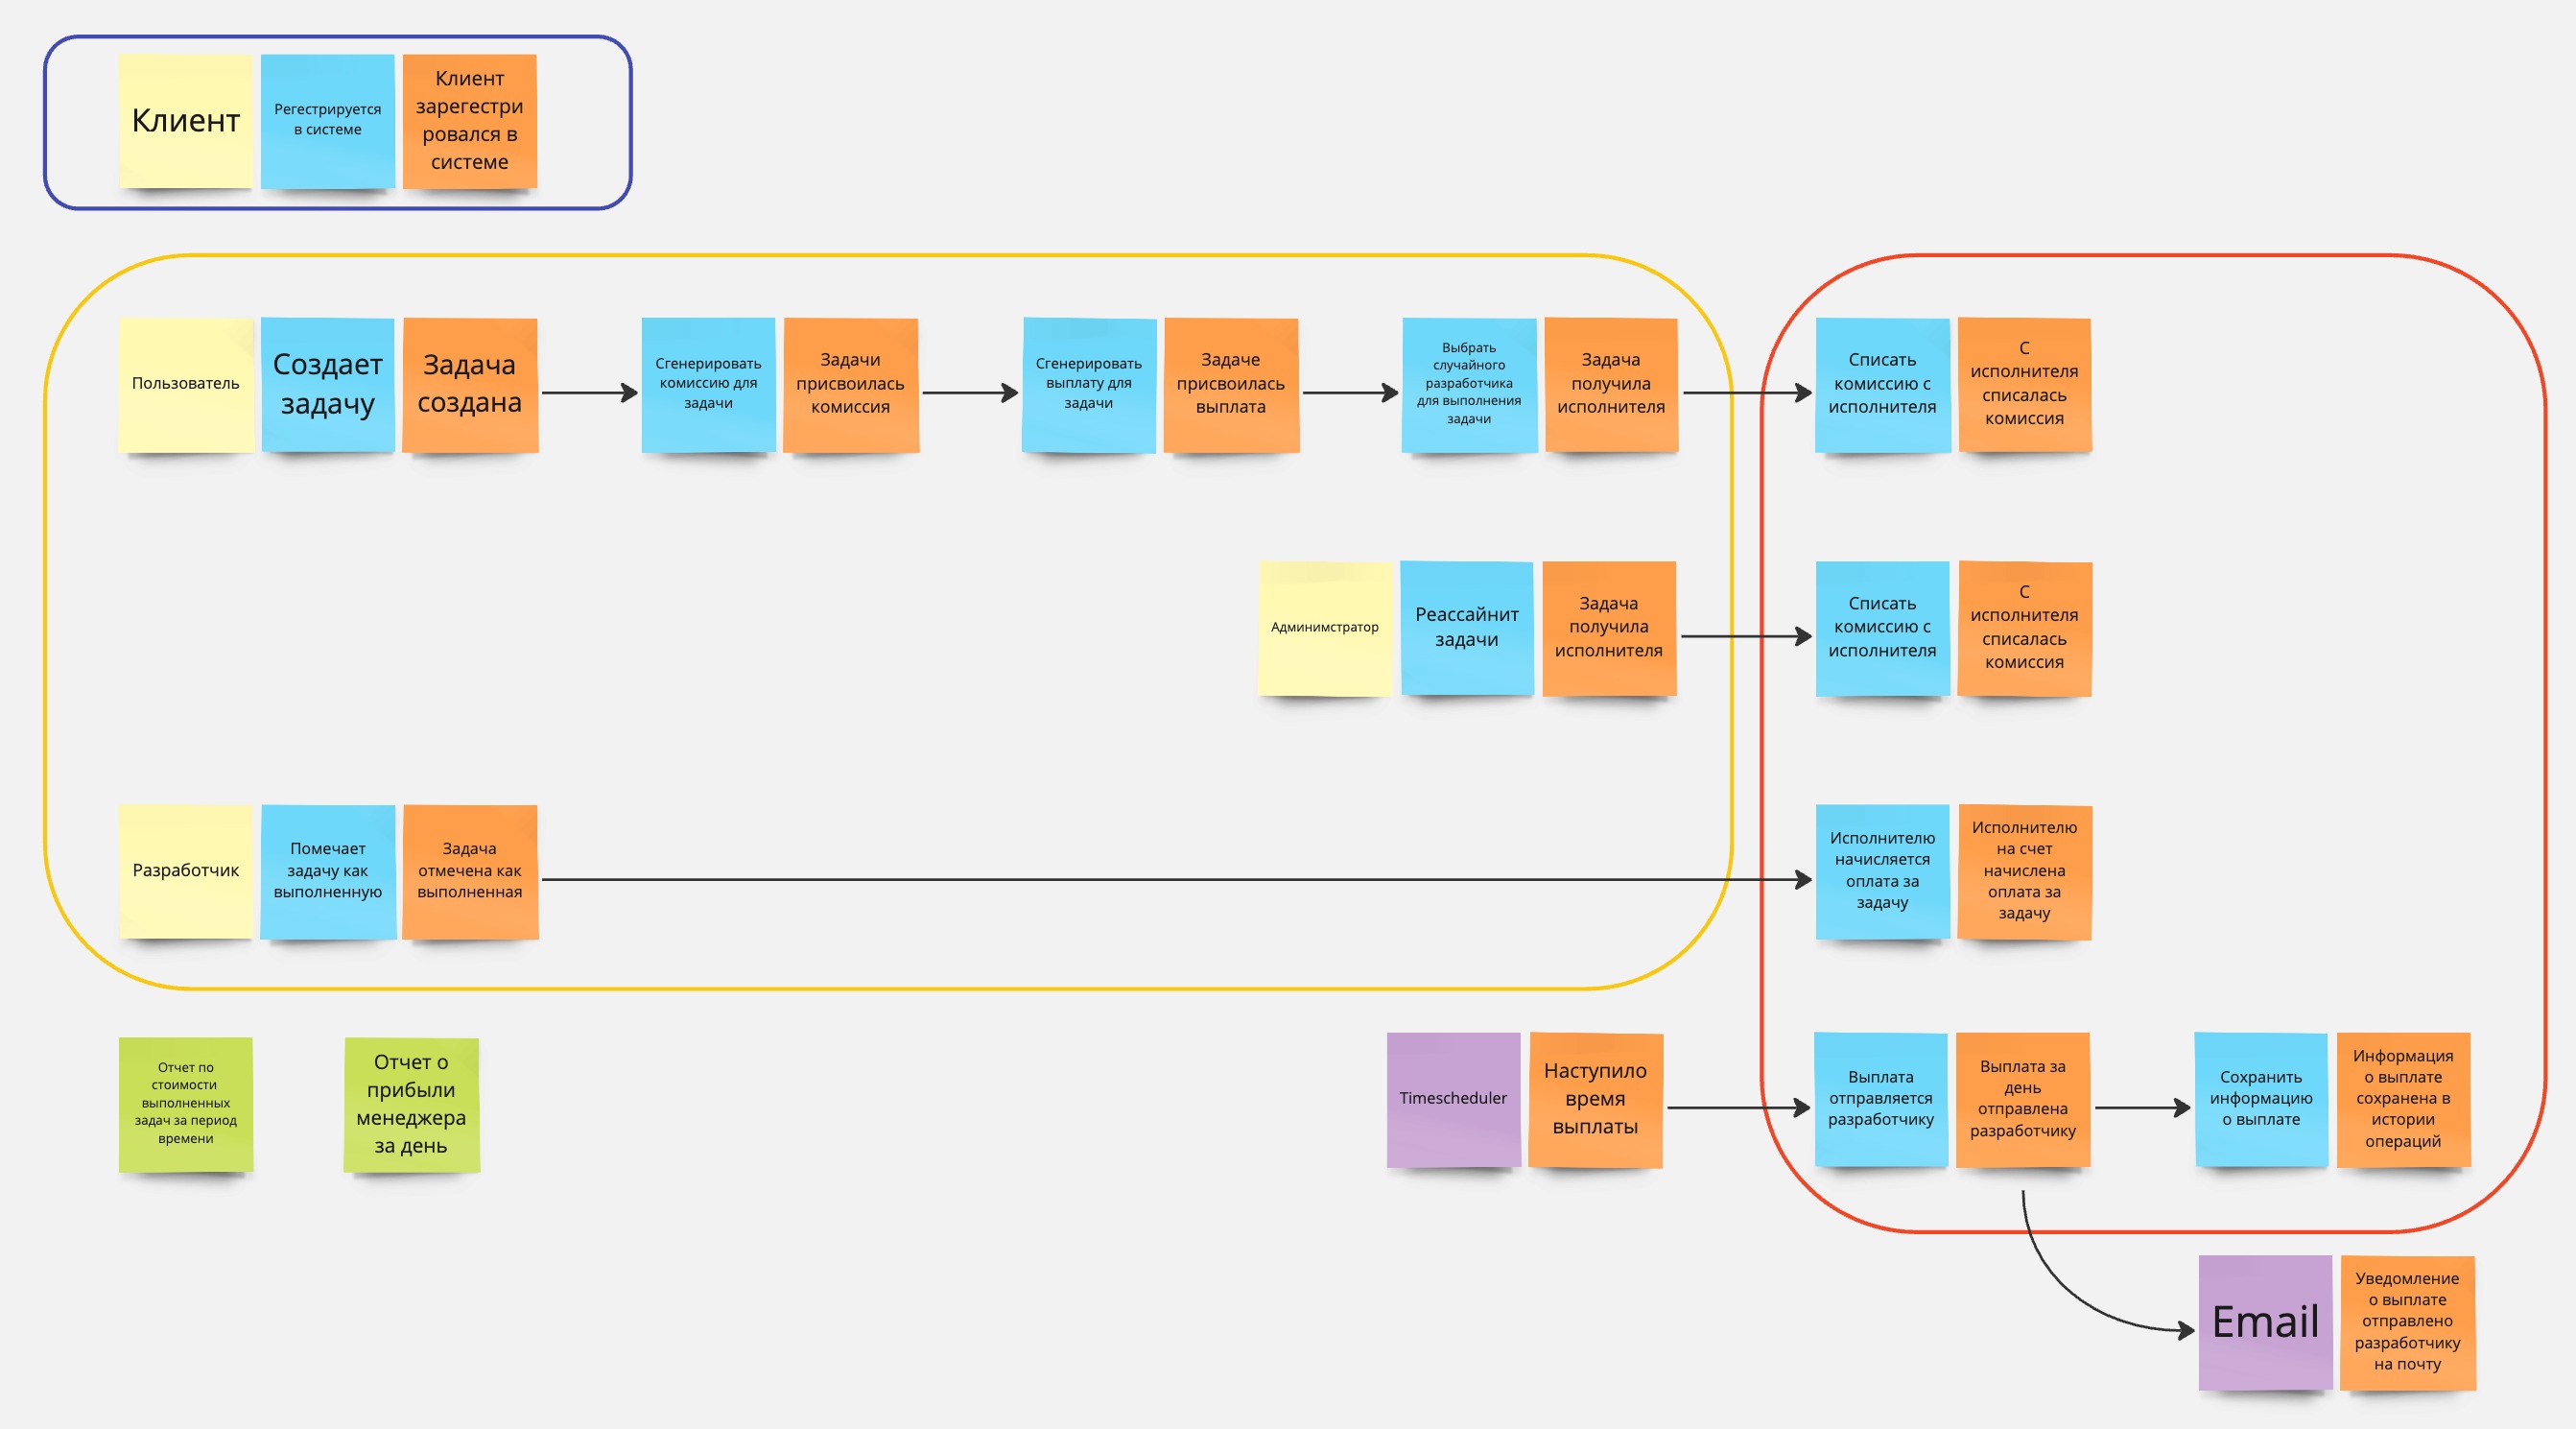 Клиент
Регестрируется
в системе
Клиент
зарегестри
ровался в
системе
Пользователь
Создает
задачу
Задача
создана
Сгенерировать
комиссию для
задачи
Задачи
присвоилась
комиссия
Сгенерировать
выплату для
задачи
Задаче
присвоилась
выплата
Выбрать
случайного
разработчика
для выполнения
задачи
Задача
получила
исполнителя
Списать
комиссию с
исполнителя
С
исполнителя
списалась
комиссия
Админимстратор
Реассайнит
задачи
Задача
получила
исполнителя
Списать
комиссию с
исполнителя
С
исполнителя
списалась
комиссия
Разработчик
Помечает
задачу как
выполненную
Задача
отмечена как
выполненная
Исполнителю
начисляется
оплата за
задачу
Исполнителю
на счет
начислена
оплата за
задачу
Отчет по
стоимости
выполненных
задач за период
времени
Отчет о
прибыли
менеджера
за день
Timescheduler
Наступило
время
выплаты
Выплата
отправляется
разработчику
Выплата за
день
отправлена
разработчику
Сохранить
информацию
о выплате
Информация
о выплате
сохранена в
истории
операций
Email
Уведомление
о выплате
отправлено
разработчику
на почту